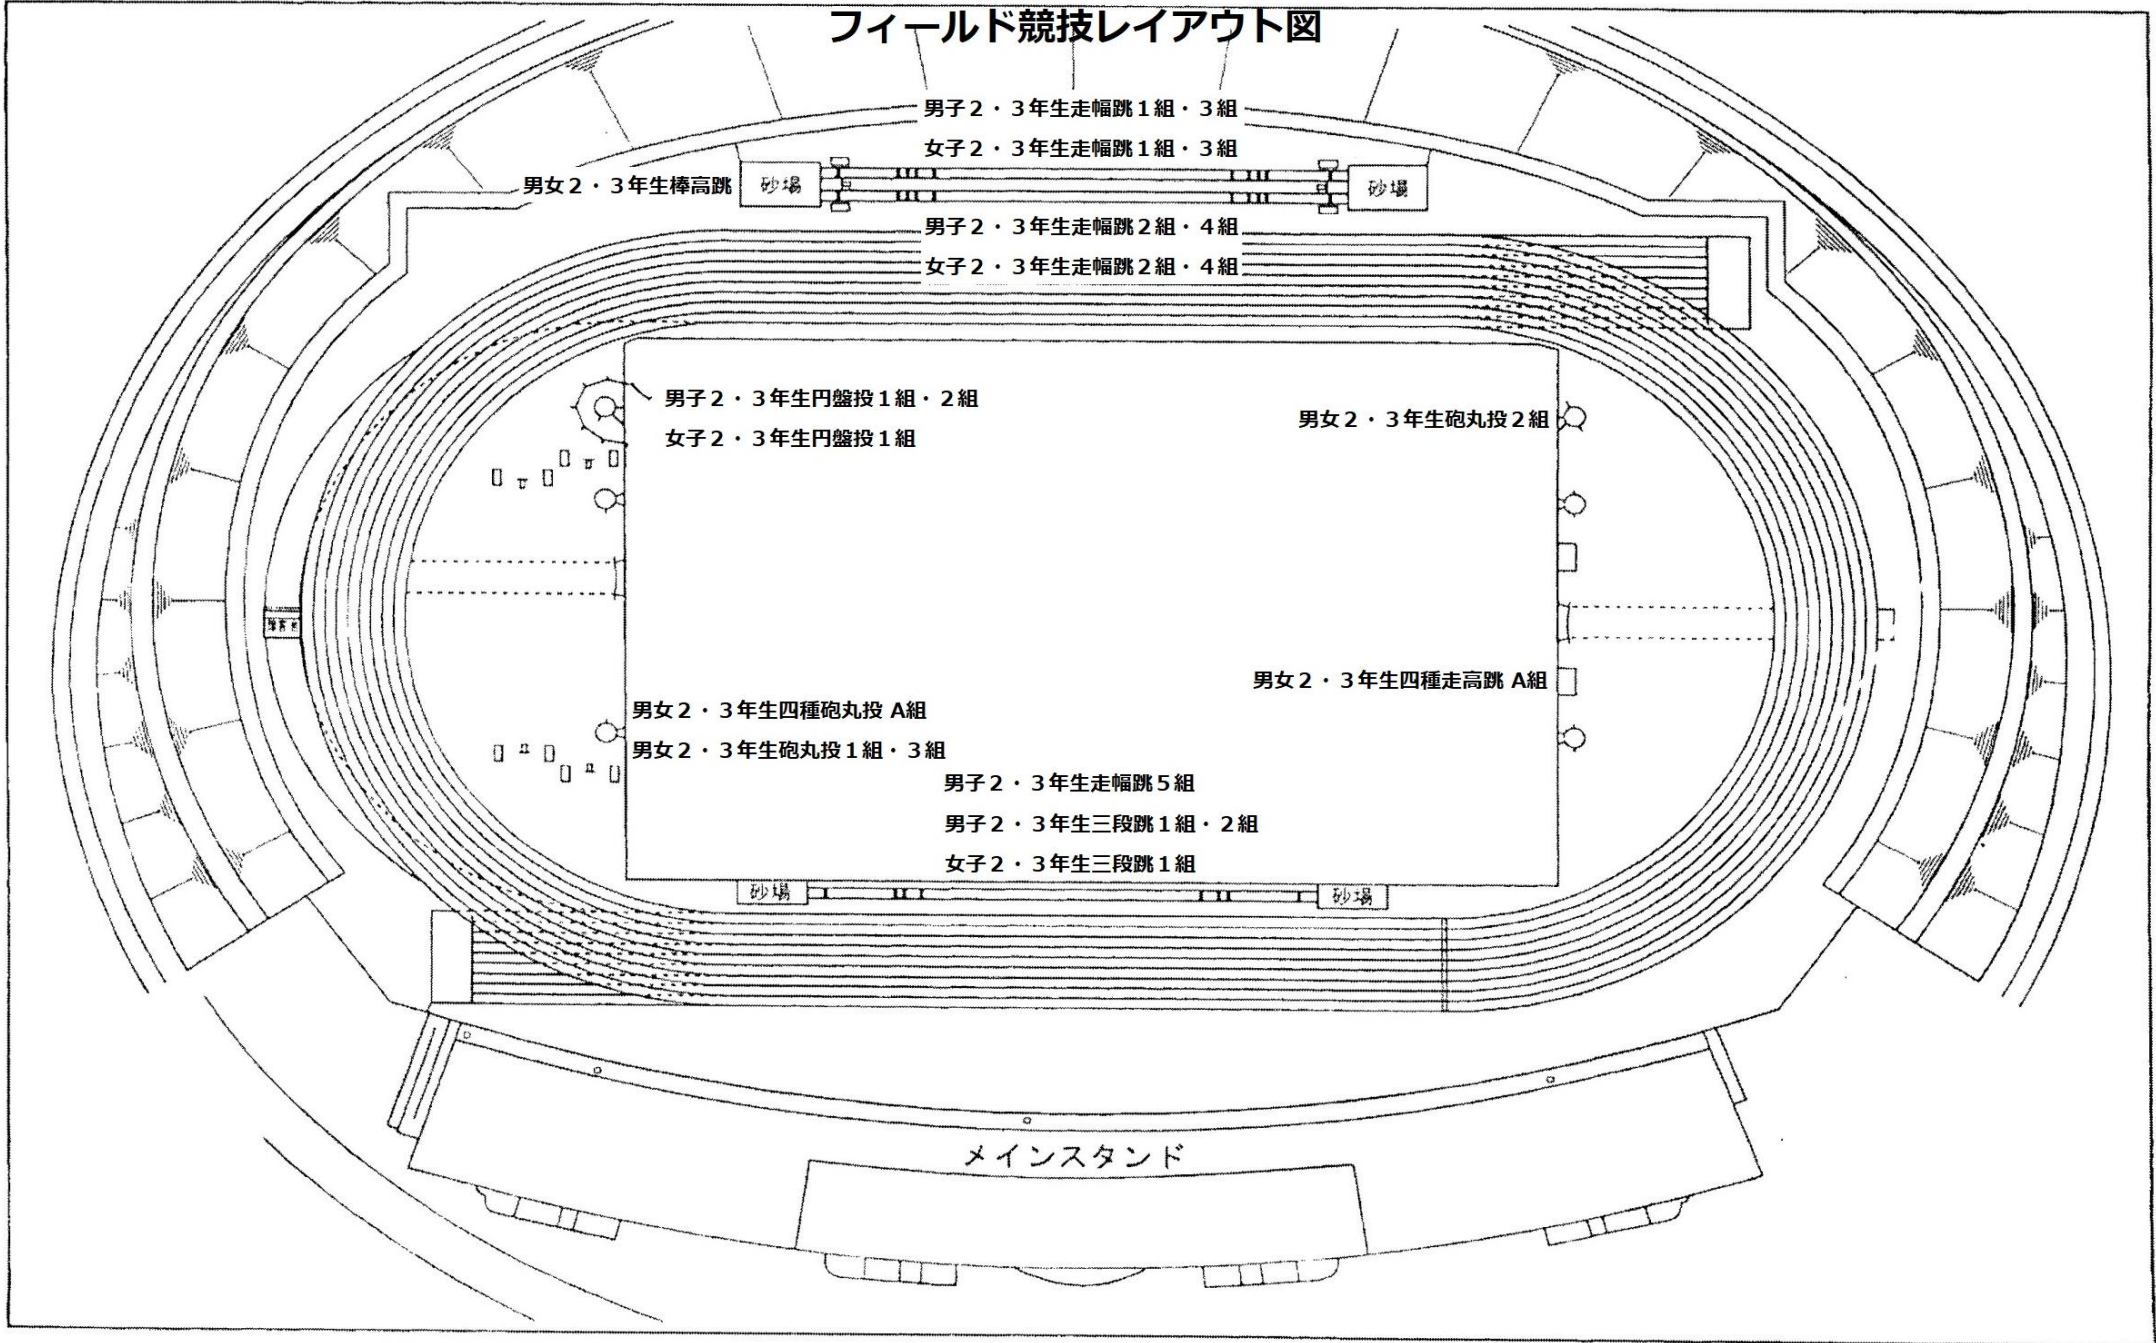 フィールド競技レイアウト図
男子２・３年生走幅跳１組・３組
女子２・３年生走幅跳１組・３組
男女２・３年生棒高跳
砂場
砂場
男子２・３年生走幅跳２組・４組
女子２・３年生走幅跳２組・４組
男子２・３年生円盤投１組・２組
女子２・３年生円盤投１組
男女２・３年生砲丸投２組
男女２・３年生四種走高跳 A組
男女２・３年生四種砲丸投 A組
男女２・３年生砲丸投１組・３組
男子２・３年生走幅跳５組
男子２・３年生三段跳１組・２組
女子２・３年生三段跳１組
砂場
砂場
メインスタンド